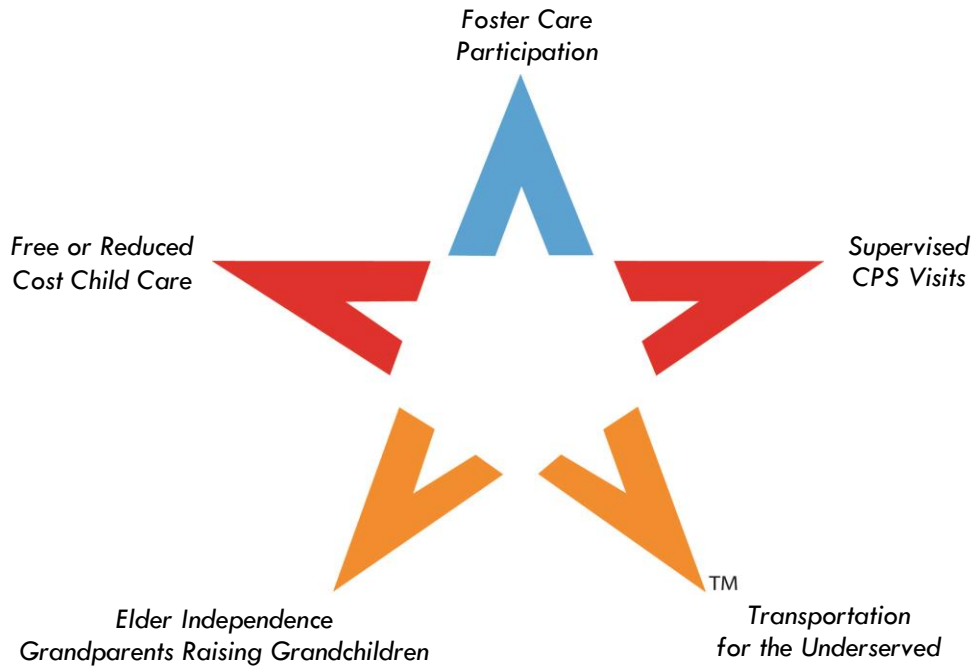 Foster Care
Participation
Free or Reduced
Cost Child Care
Supervised
CPS Visits
TM
Elder Independence
Grandparents Raising Grandchildren
Transportation
for the Underserved